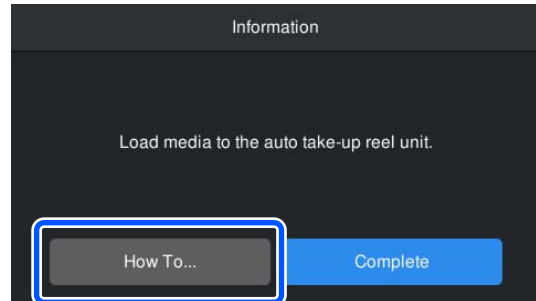 Information
Load media to the auto take-up reel unit.
How To...
Complete